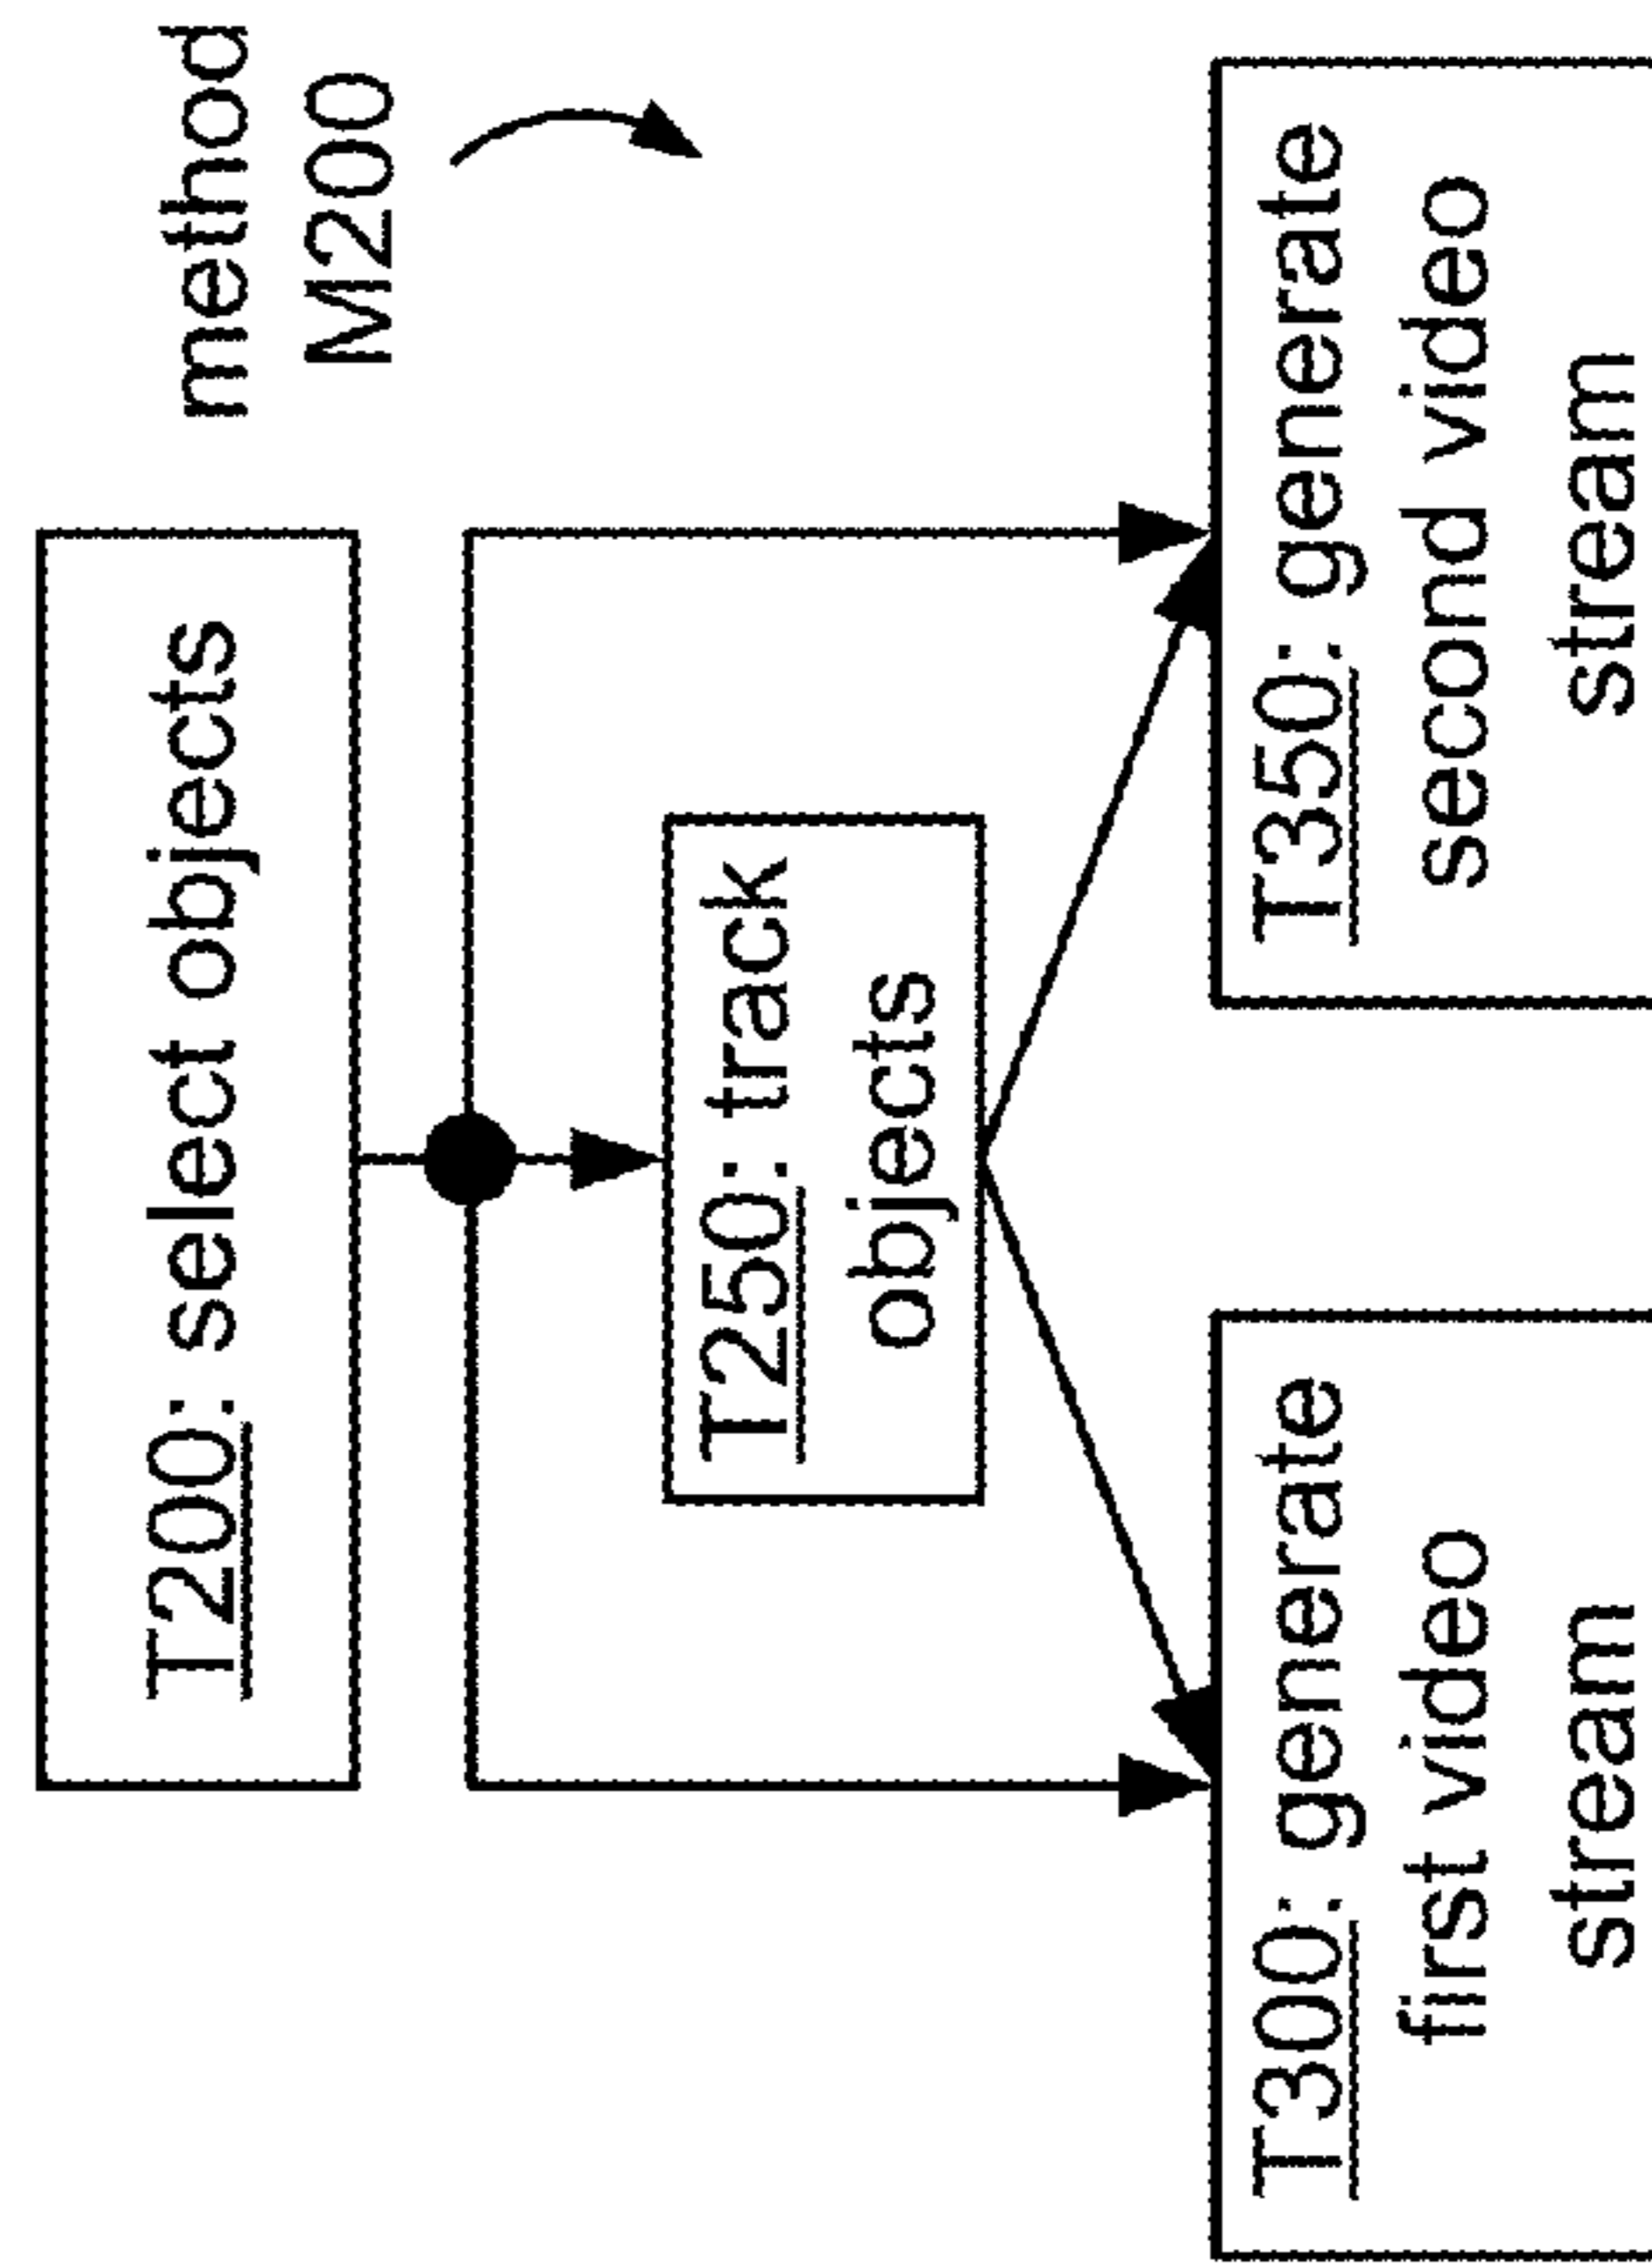 method
M200
T200: select objects
T250: track
objects
T300: generate
first video
stream
T350: generate
second video
stream